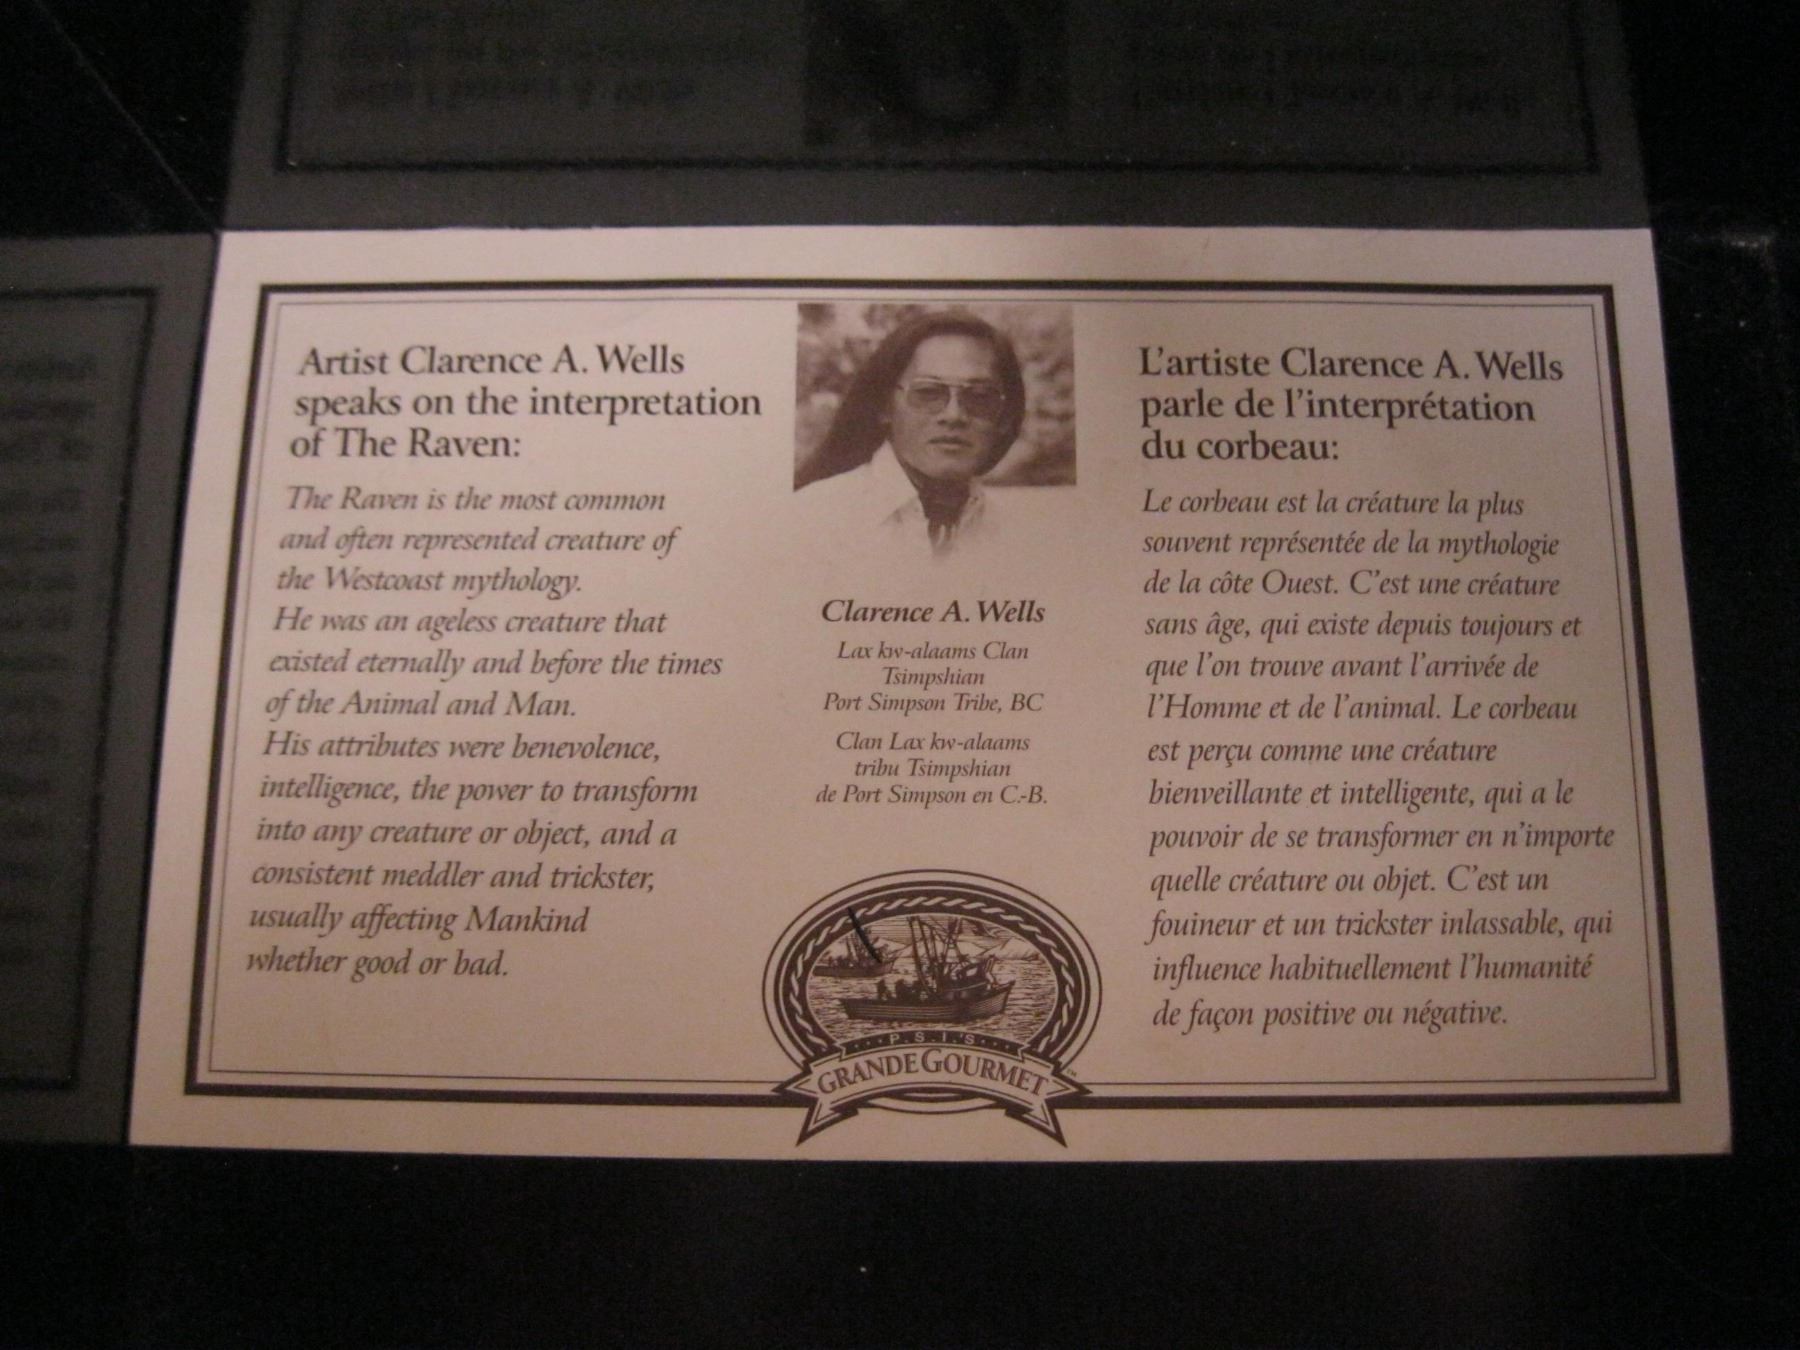 Artist Clarence A. Wells
speaks on the interpretation
of The Raven:
The Raven is the most common
and often represented creature of
the Westcoast mythology.
He was an ageless creature that
existed eternally and before the times
of the Animal and Man.
His attributes were benevolence,
intelligence, the power to transform
into any creature or object, and a
consistent meddler and trickster,
usually affecting Mankind
whether good or bad.
Clarence A. Wells
Lax kw-alaams Clan
Tsimpshian
Port Simpson Tribe, BC
Clan Lax kw-alaams
tribu Tsimpshian
de Port Simpson en C.-B.
P.S.I.'S
GRANDE GOURMET™
L'artiste Clarence A. Wells
parle de l'interprétation
du corbeau:
Le corbeau est la créature la plus
souvent représentée de la mythologie
de la côte Ouest. C'est une créature
sans âge, qui existe depuis toujours et
que l'on trouve avant l'arrivée de
l'Homme et de l'animal. Le corbeau
est perçu comme une créature
bienveillante et intelligente, qui a le
pouvoir de se transformer en n'importe
quelle créature ou objet. C'est un
fouineur et un trickster inlassable, qui
influence habituellement l'humanité
de façon positive ou négative.